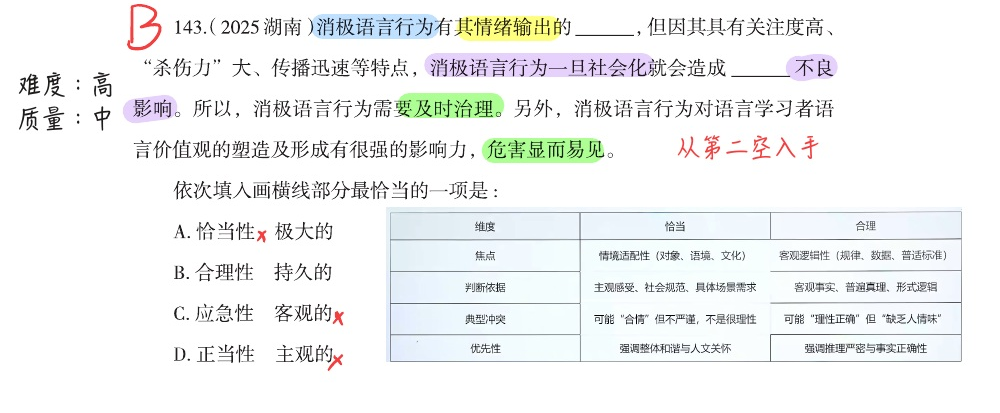 B 143.(2025湖南)消极语言行为有其情绪输出的______,但因其具有关注度高、
“杀伤力”大、传播迅速等特点,消极语言行为一旦社会化就会造成______不良
难度:高
质量:中
影响。所以,消极语言行为需要及时治理。另外,消极语言行为对语言学习者语
言价值观的塑造及形成有很强的影响力,危害显而易见。
从第二空入手
依次填入画横线部分最恰当的一项是:
A. 恰当性 × 极大的
B. 合理性 持久的
C. 应急性 客观的 ×
D. 正当性 主观的 ×
维度 恰当 合理
焦点 情境适配性(对象、语境、文化) 客观逻辑性(规律、数据、普适标准)
判断依据 主观感受、社会规范、具体场景需求 客观事实、普遍真理、形式逻辑
典型冲突 可能“合情”但不严谨,不是很理性 可能“理性正确”但“缺乏人情味”
优先性 强调整体和谐与人文关怀 强调推理严密与事实正确性